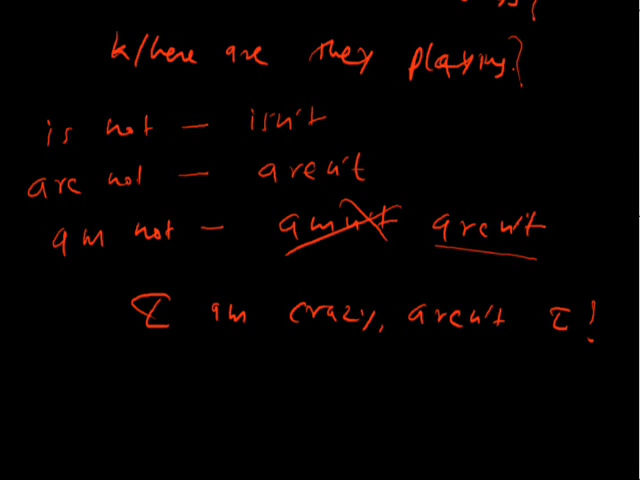 Where are they playing?
is not — isn't
are not — aren't
am not — amn't aren't
I am crazy, aren't I!